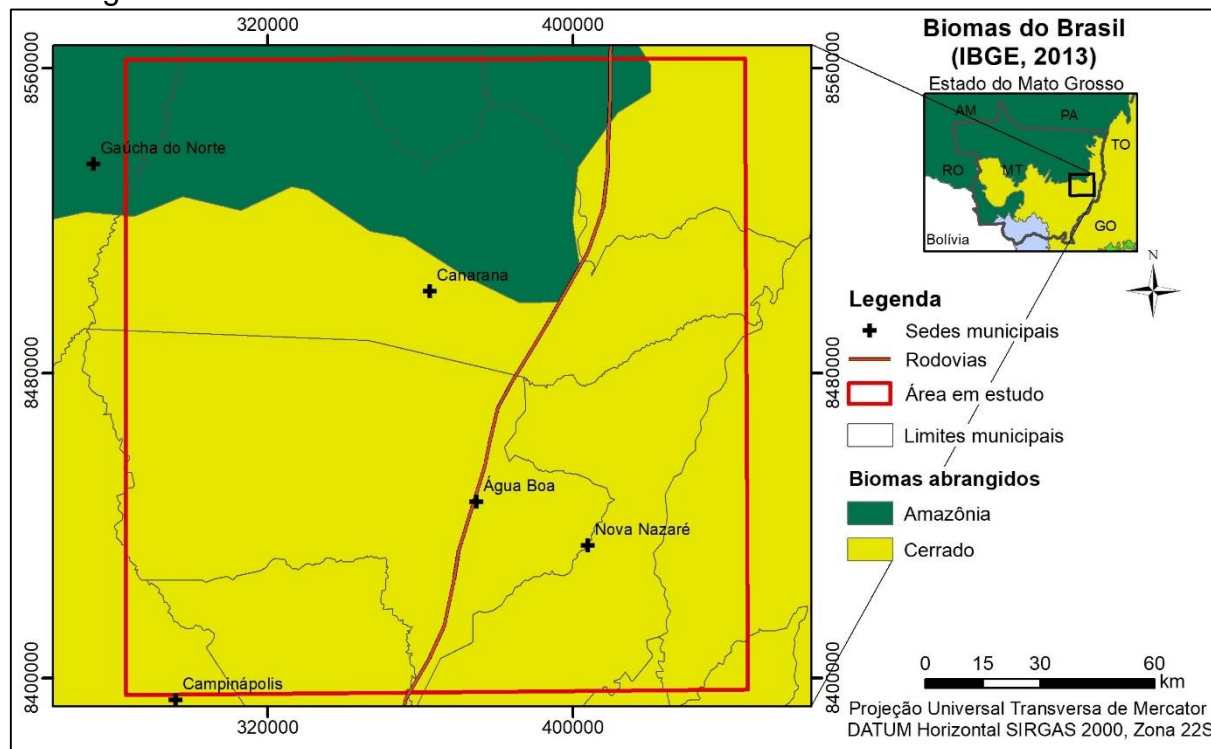 320000
400000
8560000
8560000
Gaúcha do Norte
Canarana
8480000
8480000
Água Boa
Nova Nazaré
8400000
8400000
Campinápolis
320000
400000
Biomas do Brasil
(IBGE, 2013)
Estado do Mato Grosso
AM
PA
TO
RO
MT
GO
Bolívia
N
Legenda
Sedes municipais
Rodovias
Área em estudo
Limites municipais
Biomas abrangidos
Amazônia
Cerrado
0 15 30 60
km
Projeção Universal Transversa de Mercator
DATUM Horizontal SIRGAS 2000, Zona 22S